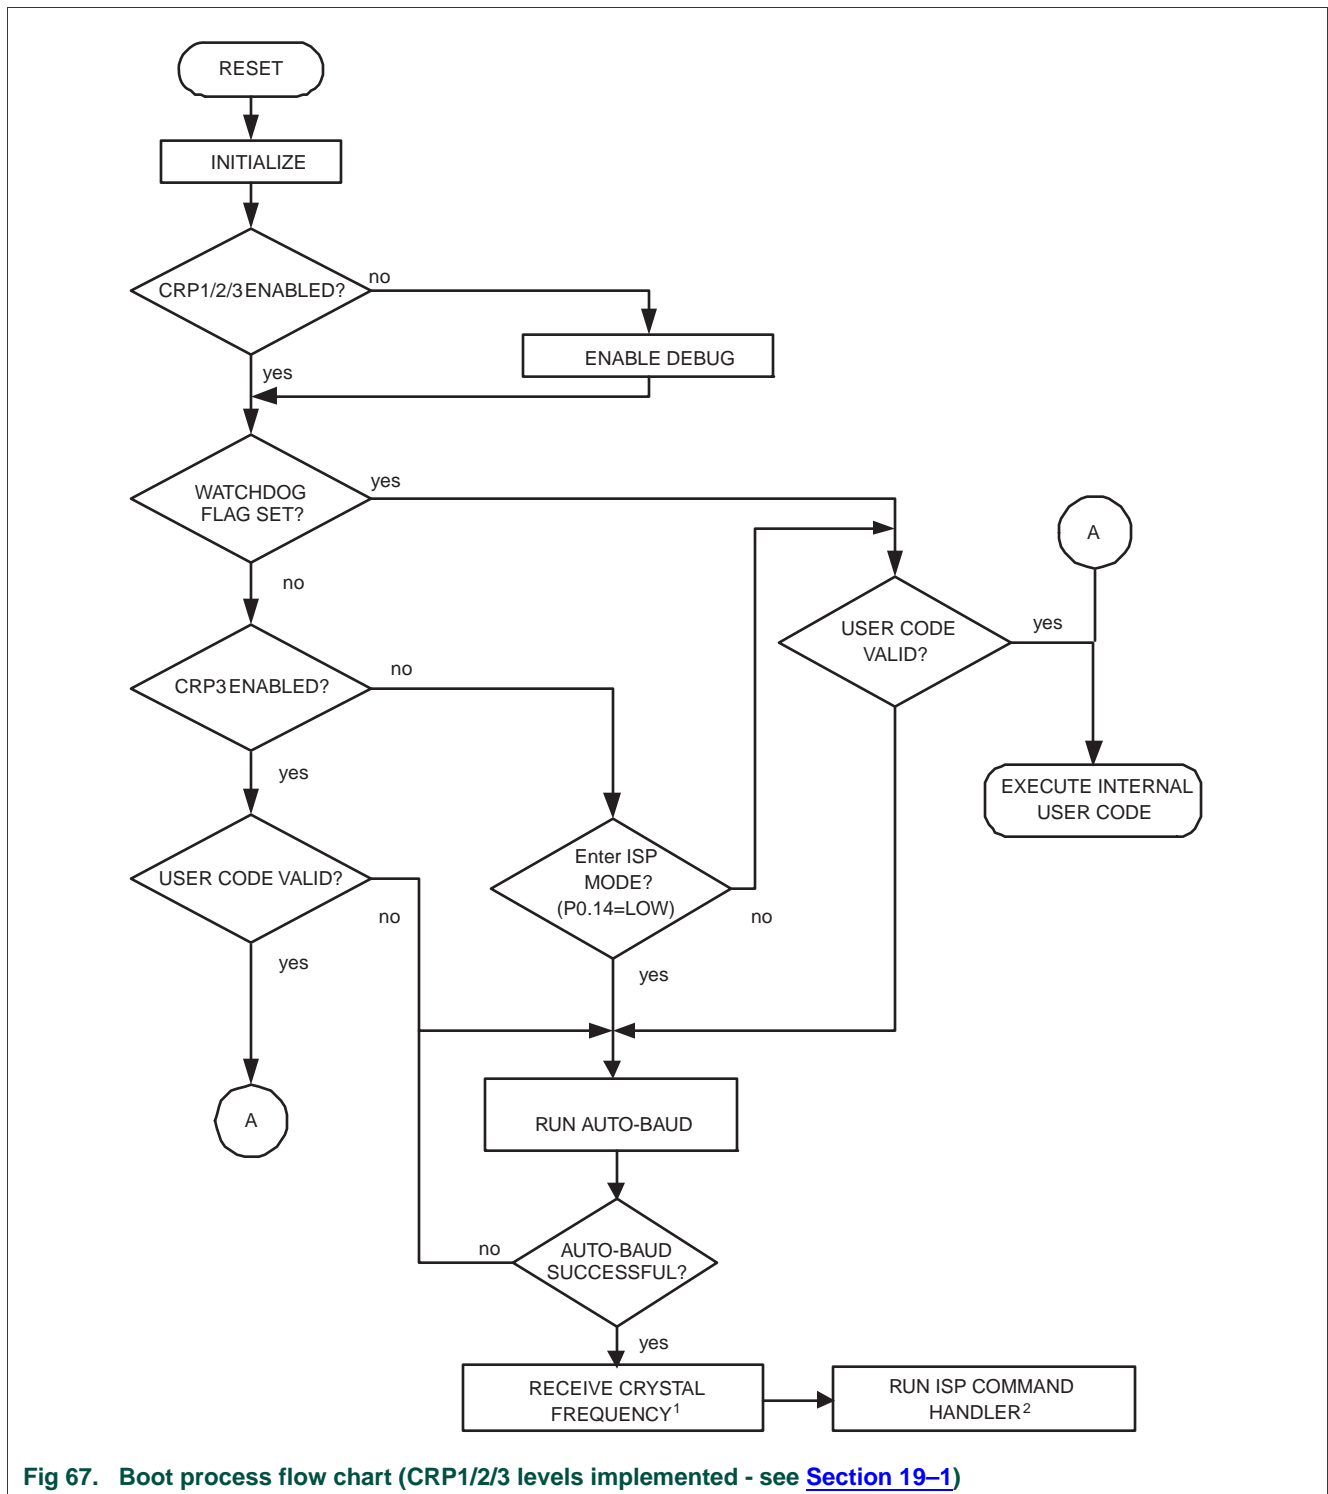 RESET
INITIALIZE
CRP1/2/3 ENABLED?
no
ENABLE DEBUG
yes
WATCHDOG
FLAG SET?
yes
no
A
USER CODE
VALID?
yes
CRP3 ENABLED?
no
yes
EXECUTE INTERNAL
USER CODE
USER CODE VALID?
no
Enter ISP
MODE?
(P0.14=LOW)
no
yes
yes
A
RUN AUTO-BAUD
AUTO-BAUD
SUCCESSFUL?
no
yes
RECEIVE CRYSTAL
FREQUENCY1
RUN ISP COMMAND
HANDLER2
Fig 67. Boot process flow chart (CRP1/2/3 levels implemented - see Section 19–1)